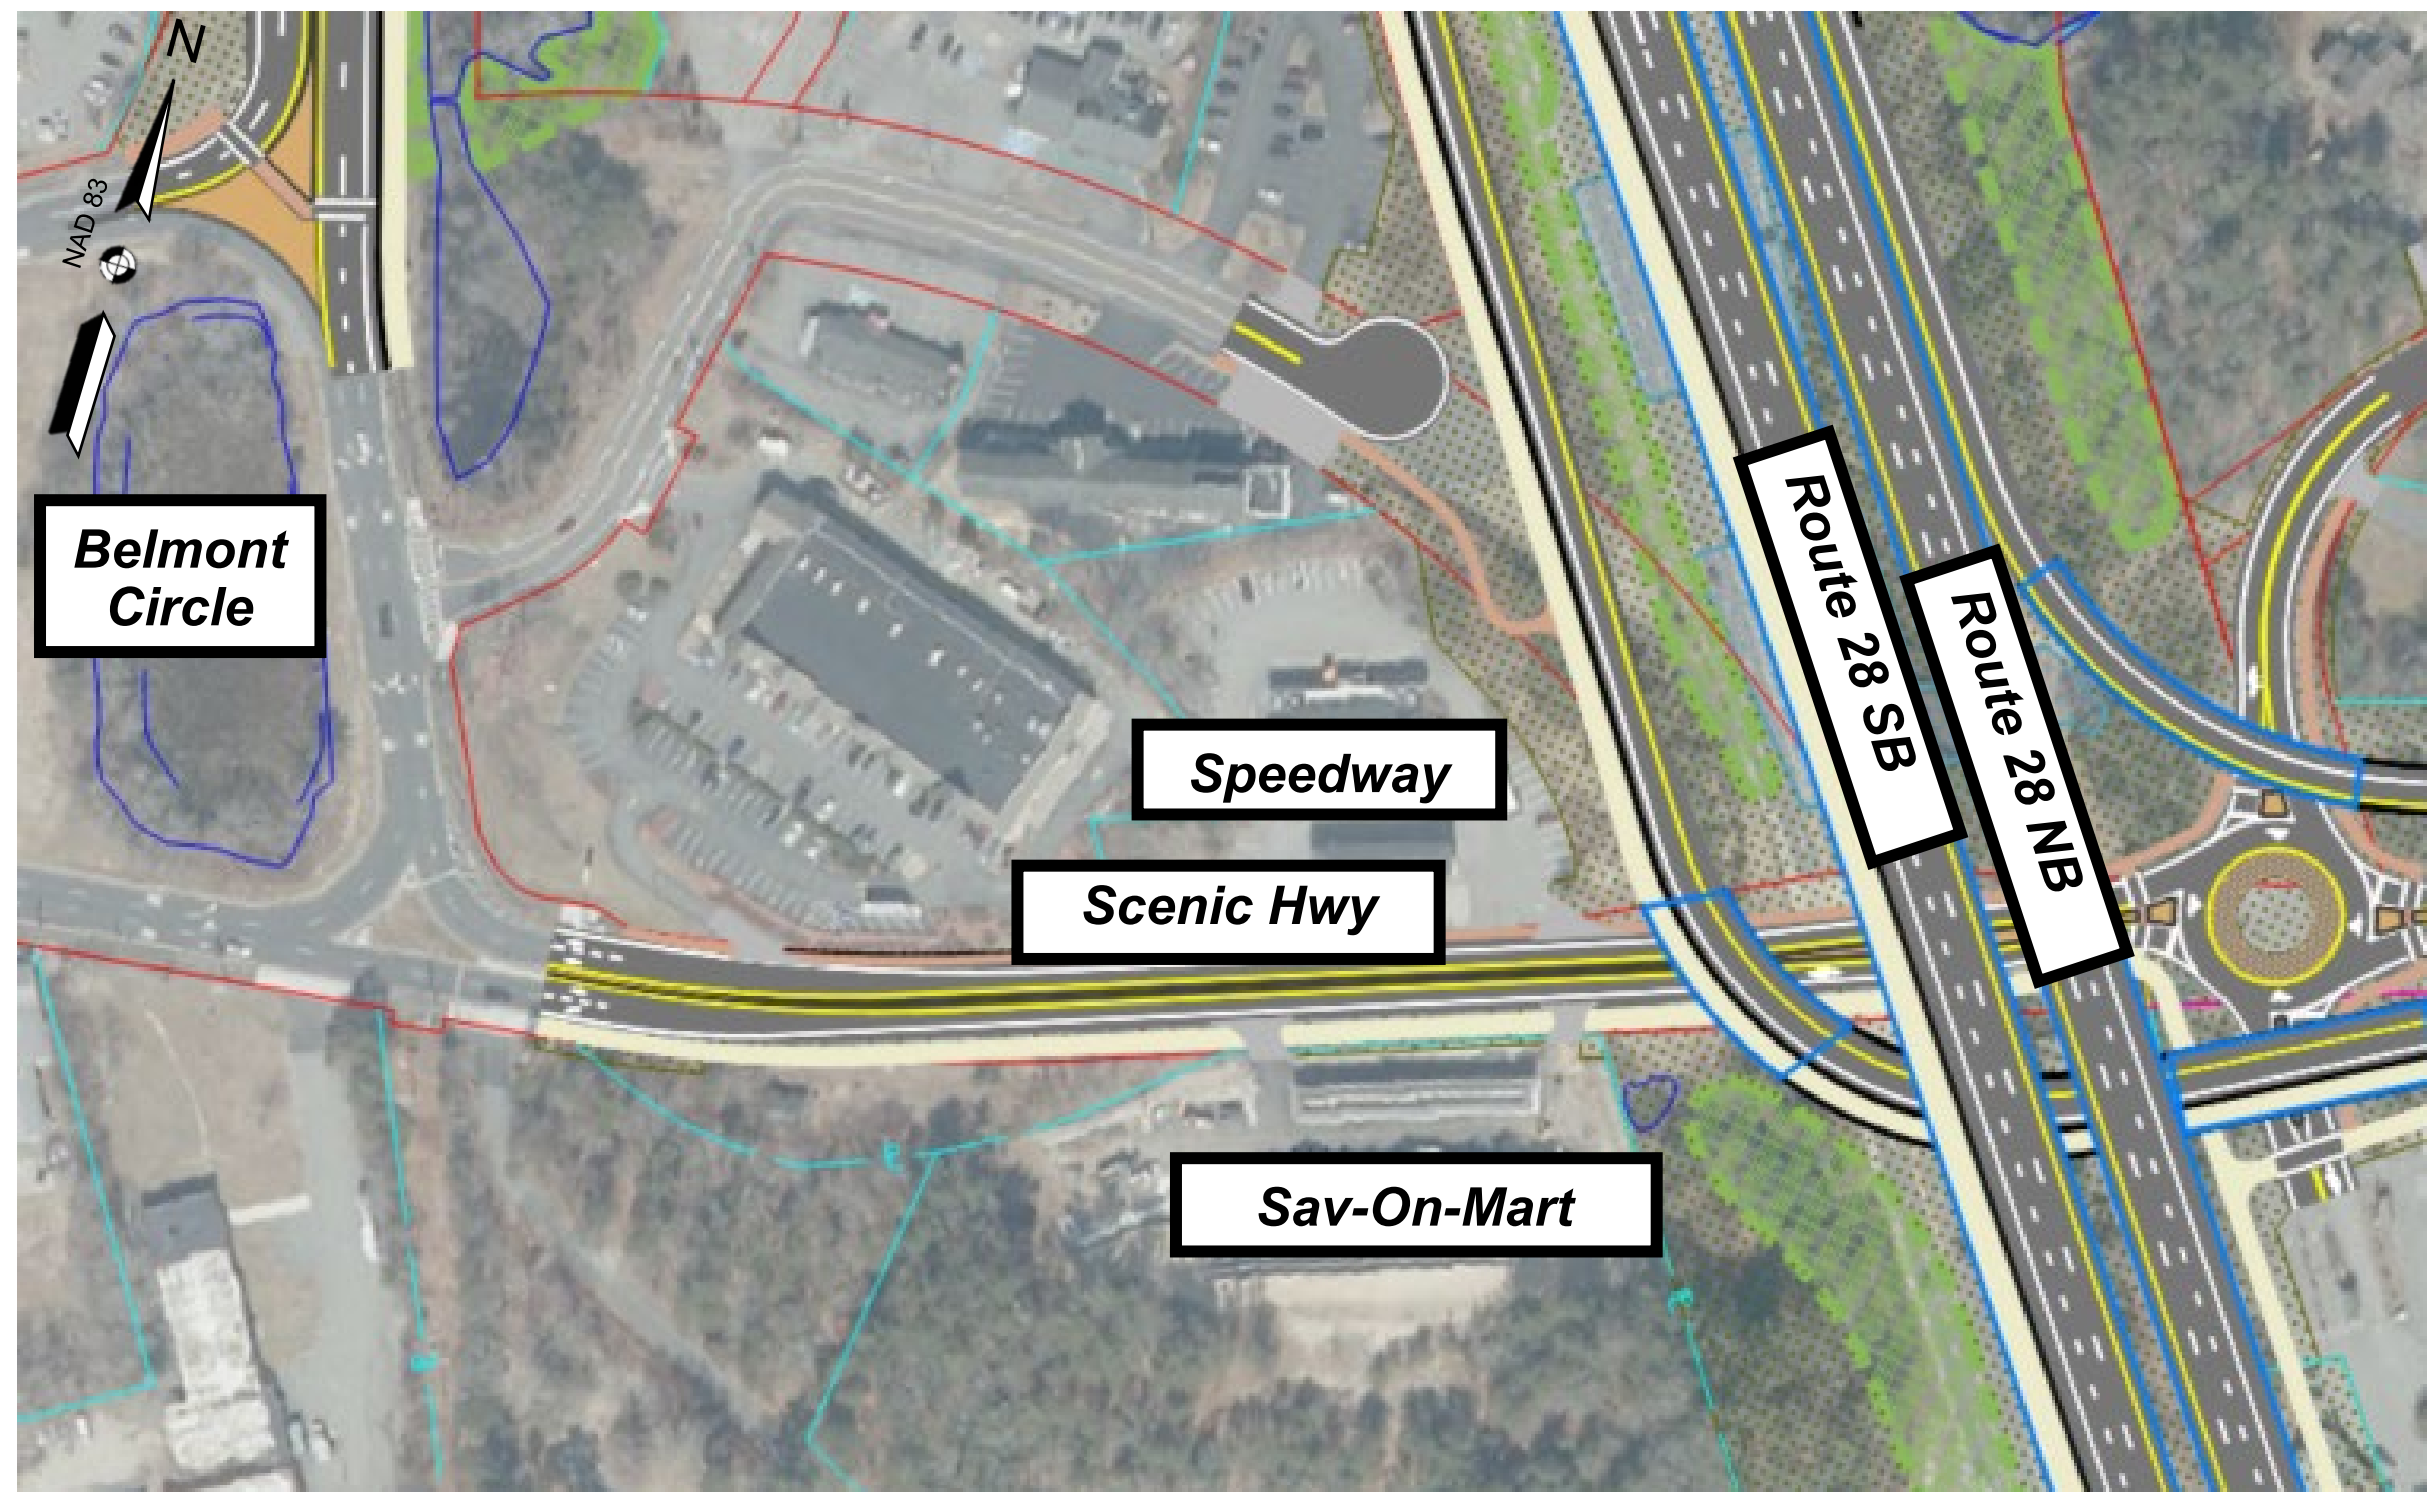 N
NAD 83
Belmont
Circle
Route 28 SB
Route 28 NB
Speedway
Scenic Hwy
Sav-On-Mart